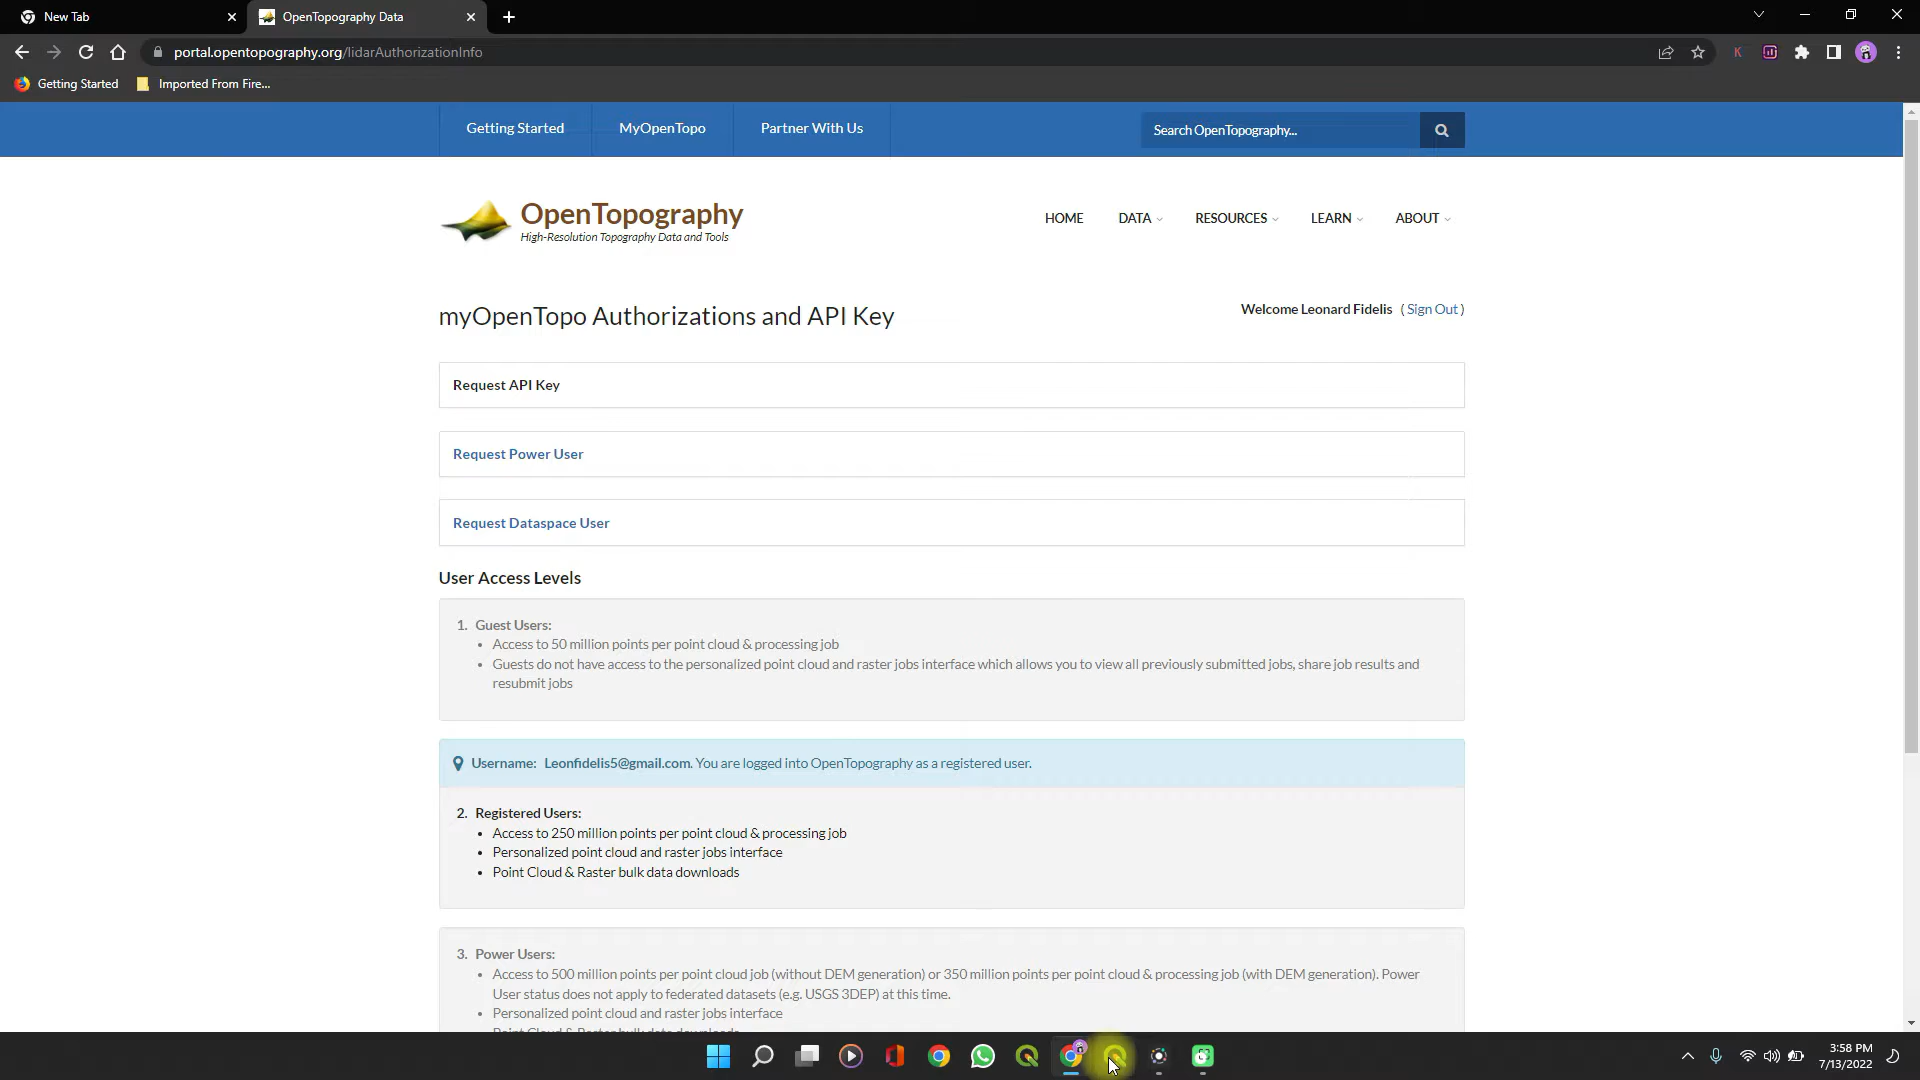 New Tab
OpenTopography Data
portal.opentopography.org/lidarAuthorizationInfo
Getting Started
Imported From Fire...
Getting Started
MyOpenTopo
Partner With Us
Search OpenTopography...
OpenTopography
High-Resolution Topography Data and Tools
HOME
DATA
RESOURCES
LEARN
ABOUT
myOpenTopo Authorizations and API Key
Welcome Leonard Fidelis ( Sign Out )
Request API Key
Request Power User
Request Dataspace User
User Access Levels
1. Guest Users:
• Access to 50 million points per point cloud & processing job
• Guests do not have access to the personalized point cloud and raster jobs interface which allows you to view all previously submitted jobs, share job results and
resubmit jobs
Username: Leonfidelis5@gmail.com. You are logged into OpenTopography as a registered user.
2. Registered Users:
• Access to 250 million points per point cloud & processing job
• Personalized point cloud and raster jobs interface
• Point Cloud & Raster bulk data downloads
3. Power Users:
• Access to 500 million points per point cloud job (without DEM generation) or 350 million points per point cloud & processing job (with DEM generation). Power
User status does not apply to federated datasets (e.g. USGS 3DEP) at this time.
• Personalized point cloud and raster jobs interface
• Point Cloud & Raster bulk data downloads
3:58 PM
7/13/2022